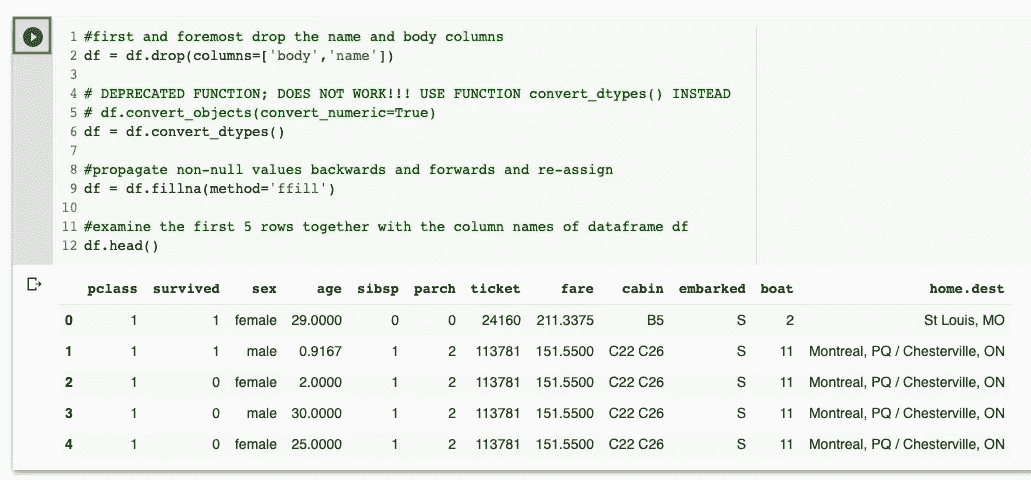 1 #first and foremost drop the name and body columns
2 df = df.drop(columns=['body','name'])
3
4 # DEPRECATED FUNCTION; DOES NOT WORK!!! USE FUNCTION convert_dtypes() INSTEAD
5 # df.convert_objects(convert_numeric=True)
6 df = df.convert_dtypes()
7
8 #propagate non-null values backwards and forwards and re-assign
9 df = df.fillna(method='ffill')
10
11 #examine the first 5 rows together with the column names of dataframe df
12 df.head()
pclass survived sex age sibsp parch ticket fare cabin embarked boat home.dest
0 1 1 female 29.0000 0 0 24160 211.3375 B5 S 2 St Louis, MO
1 1 1 male 0.9167 1 2 113781 151.5500 C22 C26 S 11 Montreal, PQ / Chesterville, ON
2 1 0 female 2.0000 1 2 113781 151.5500 C22 C26 S 11 Montreal, PQ / Chesterville, ON
3 1 0 male 30.0000 1 2 113781 151.5500 C22 C26 S 11 Montreal, PQ / Chesterville, ON
4 1 0 female 25.0000 1 2 113781 151.5500 C22 C26 S 11 Montreal, PQ / Chesterville, ON